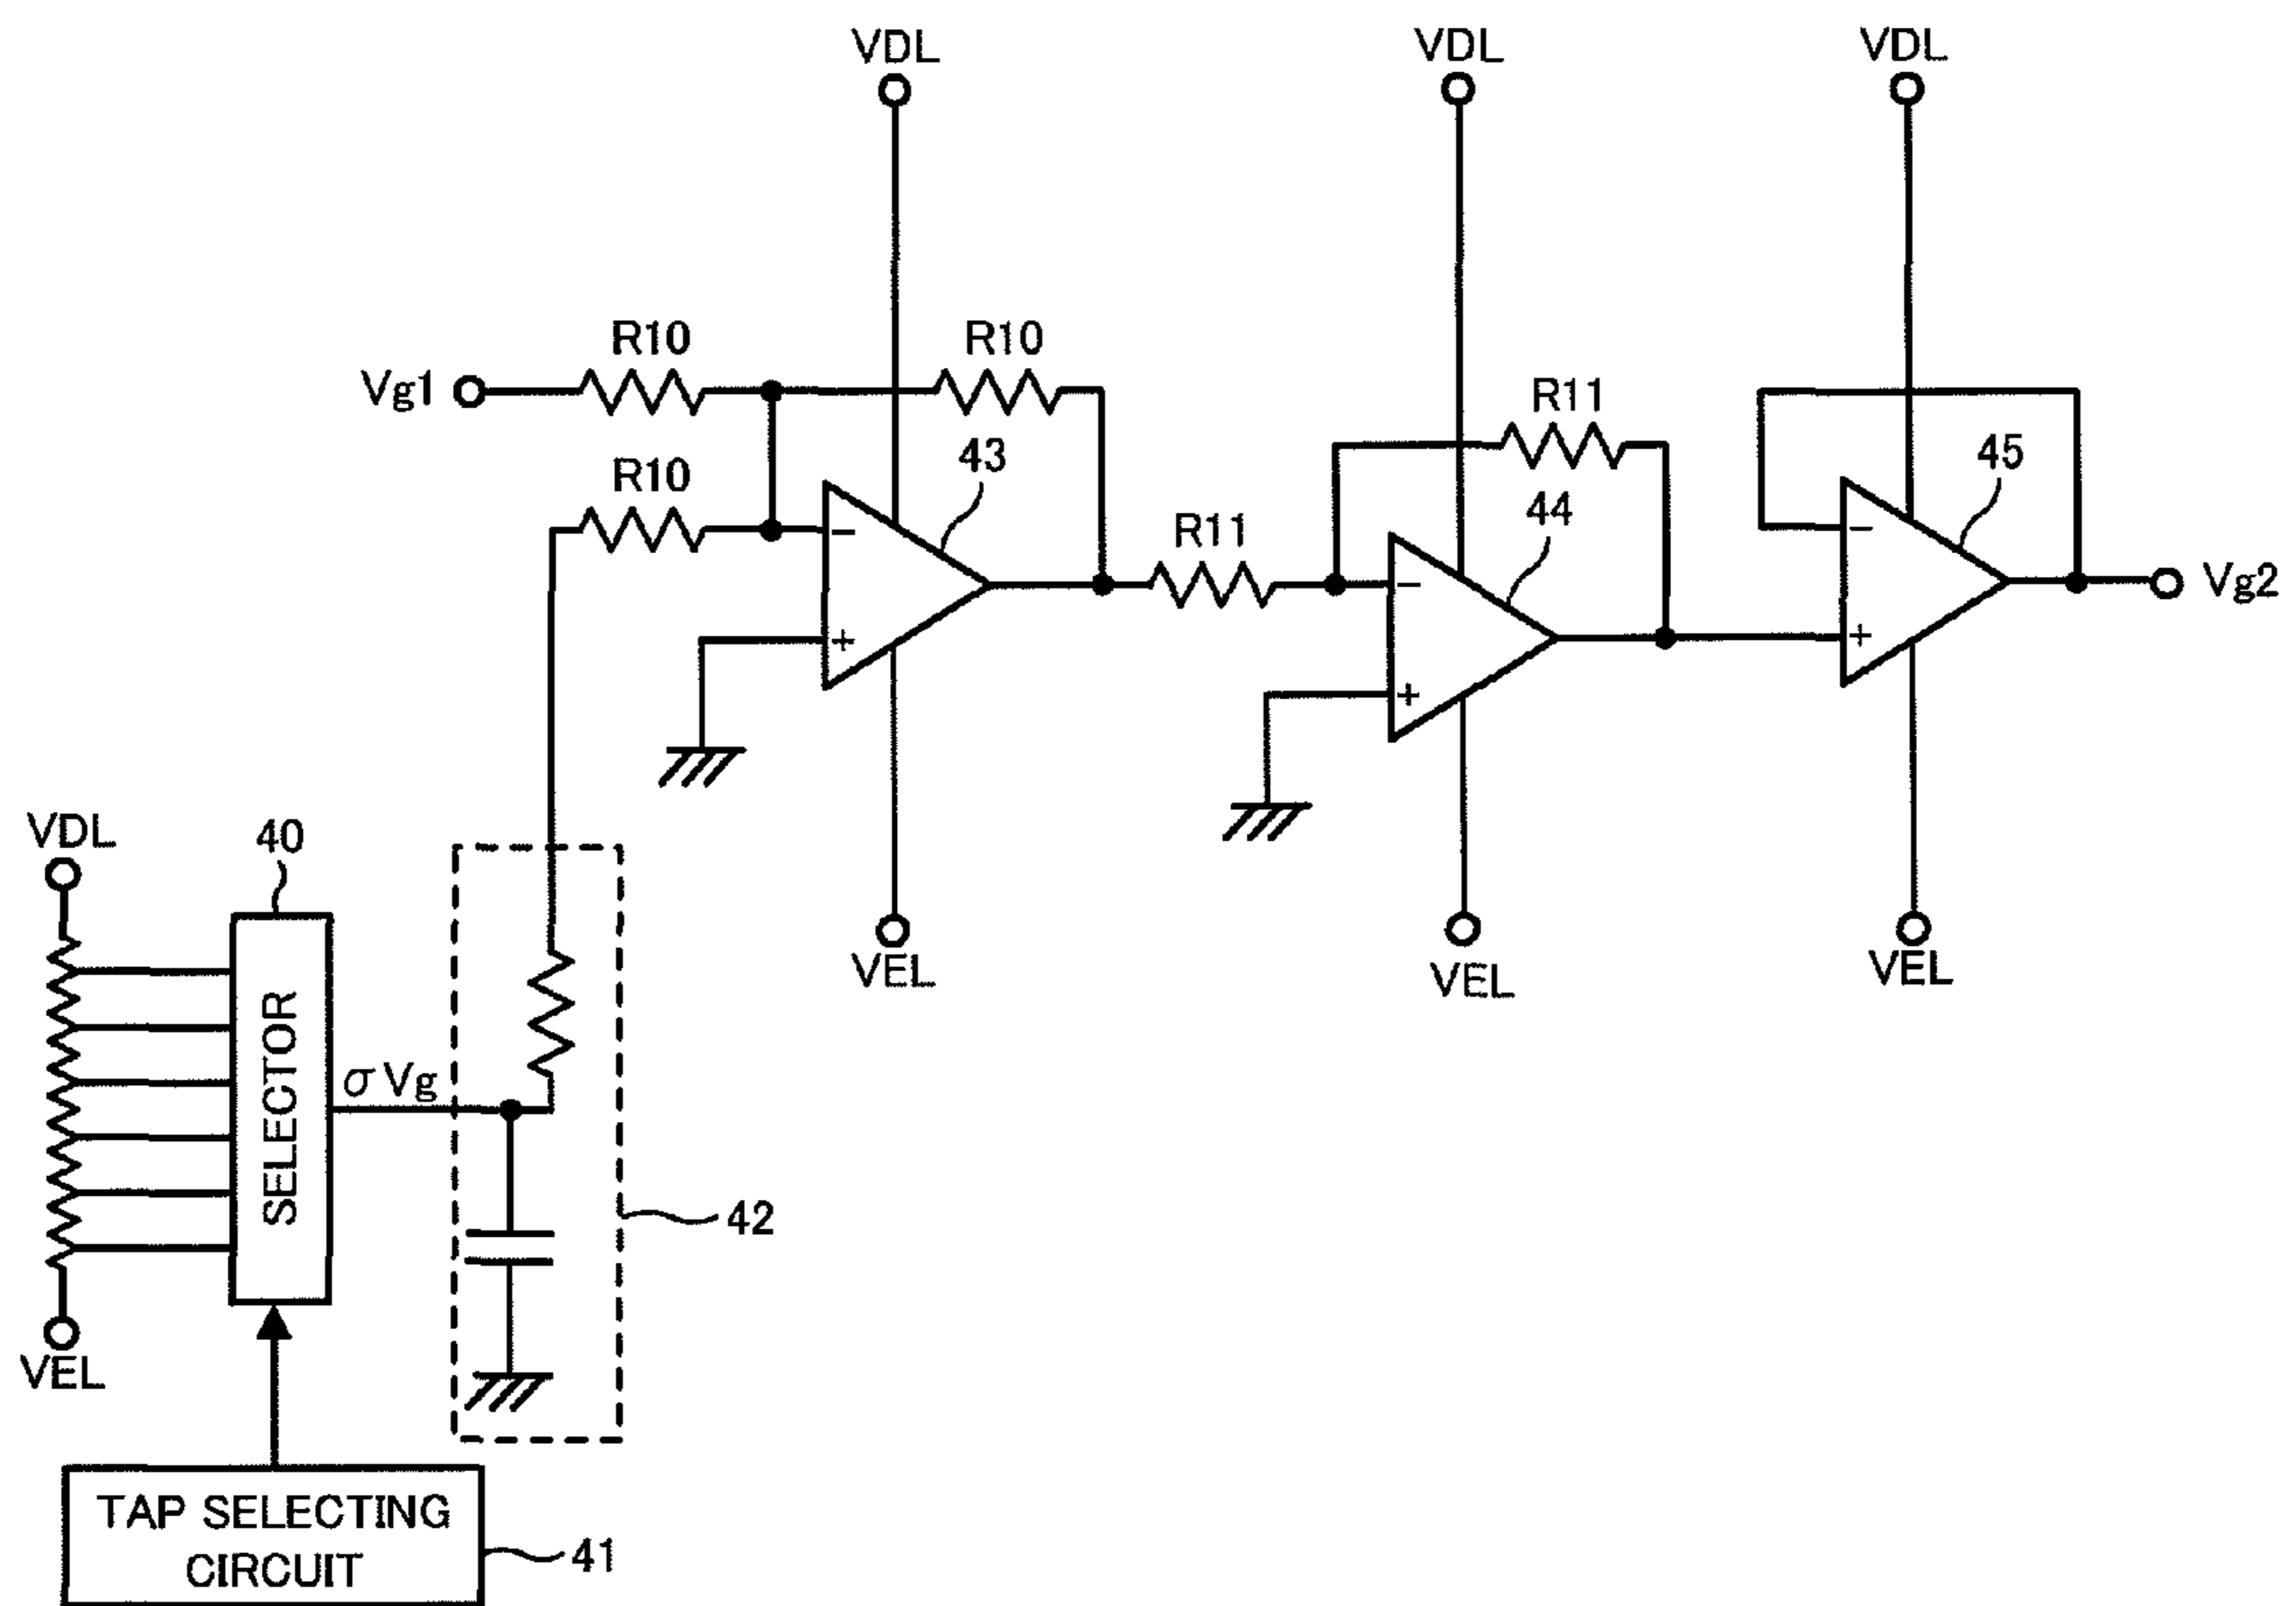 VDL
VDL
VDL
R10
R10
Vg1
R11
43
45
R10
44
R11
−
−
−
Vg2
+
+
+
VDL
40
VEL
VEL
VEL
SELECTOR
σVg
42
VEL
TAP SELECTING
CIRCUIT
41